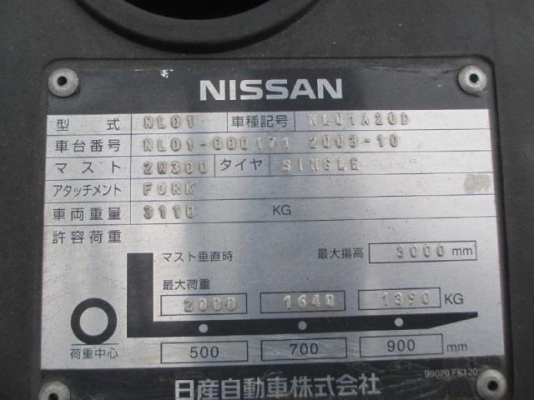 NISSAN
型 式 NL01 車種記号 NL01A20D
車台番号 NL01-000171 2003-10
マスト 2W300 タイヤ SINGLE
アタッチメント FORK
車両重量 3110 KG
許容荷重
マスト垂直時 最大揚高 3000 mm
最大荷重
2000 1640 1390 KG
荷重中心 500 700 900 mm
日産自動車株式会社